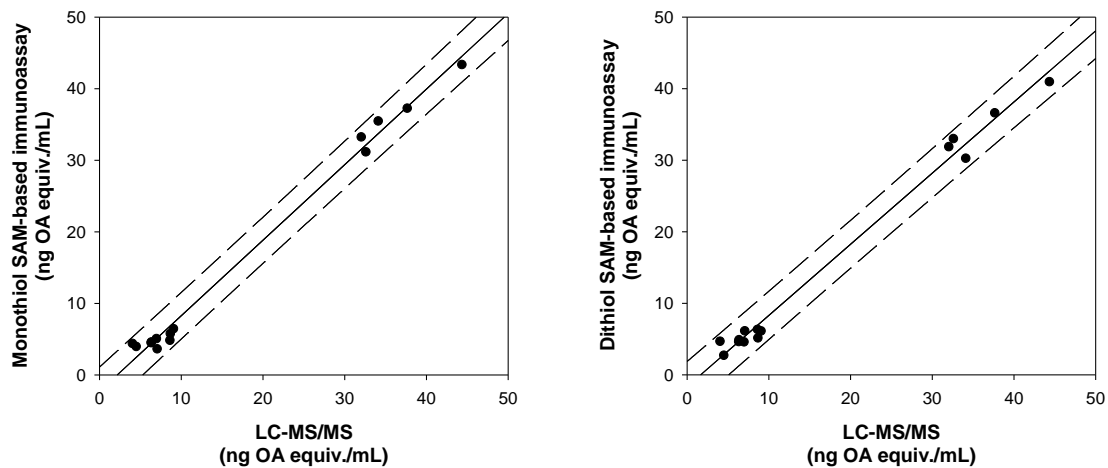 Monothiol SAM-based immunoassay
(ng OA equiv./mL)
50
40
30
20
10
0
0 10 20 30 40 50
LC-MS/MS
(ng OA equiv./mL)
Dithiol SAM-based immunoassay
(ng OA equiv./mL)
50
40
30
20
10
0
0 10 20 30 40 50
LC-MS/MS
(ng OA equiv./mL)